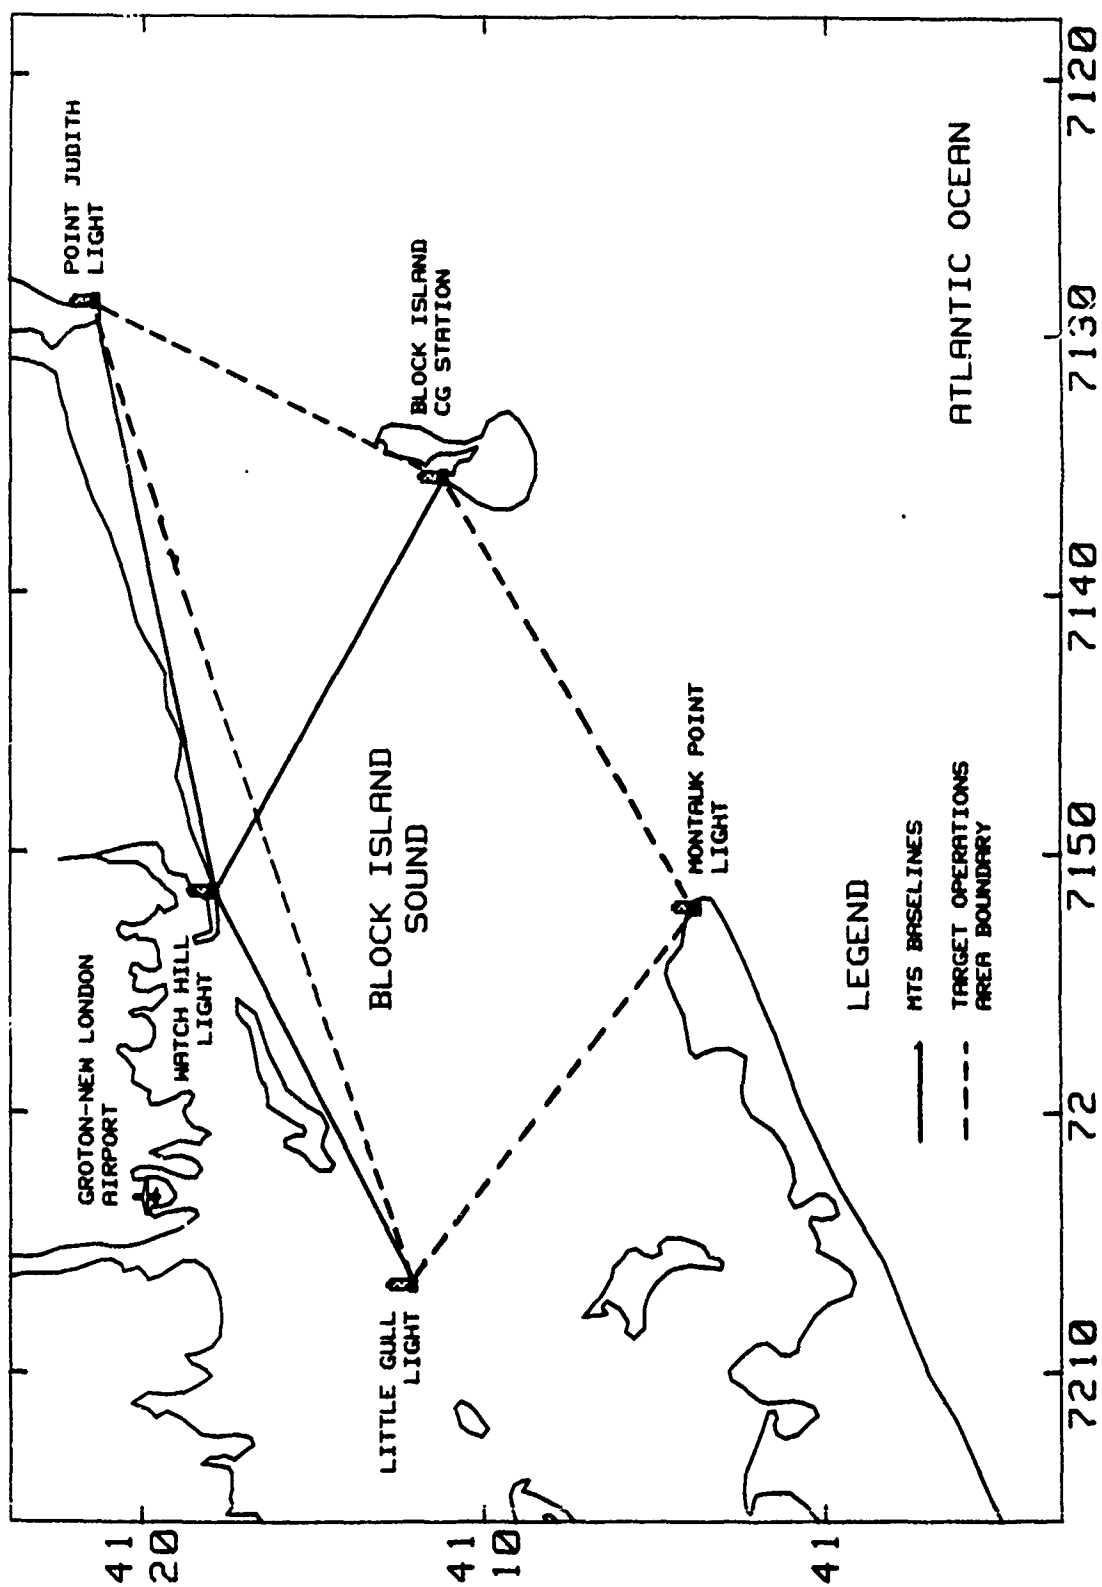 POINT JUDITH
LIGHT
GROTON-NEW LONDON
AIRPORT
WATCH HILL
LIGHT
BLOCK ISLAND
CG STATION
BLOCK ISLAND
SOUND
LITTLE GULL
LIGHT
MONTAUK POINT
LIGHT
ATLANTIC OCEAN
LEGEND
MTS BASELINES
TARGET OPERATIONS
AREA BOUNDARY
41
20
41
10
41
7210
72
7150
7140
7130
7120